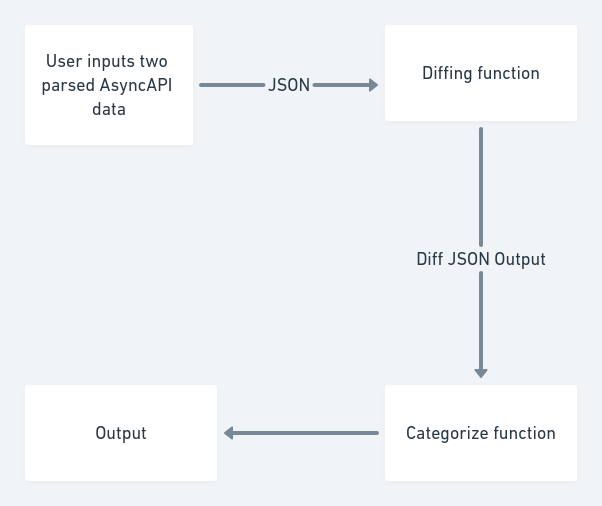 User inputs two
parsed AsyncAPI
data
JSON
Diffing function
Diff JSON Output
Output
Categorize function